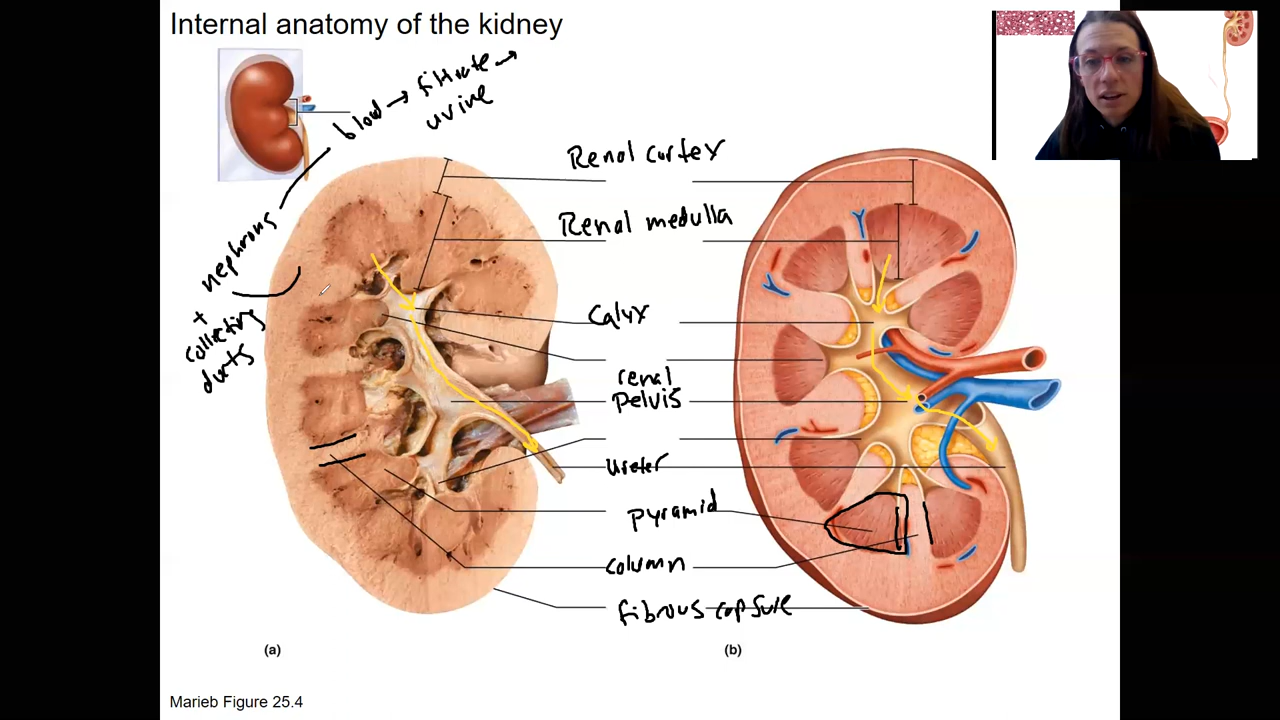 Internal anatomy of the kidney
blood → filtrate →
urine
nephrons
+
collecting
ducts
Renal cortex
Renal medulla
Calyx
renal
pelvis
ureter
pyramid
column
fibrous capsule
(a)
(b)
Marieb Figure 25.4